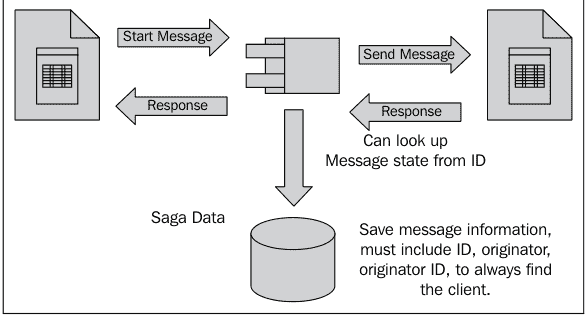 Start Message
Send Message
Response
Response
Can look up
Message state from ID
Saga Data
Save message information,
must include ID, originator,
originator ID, to always find
the client.